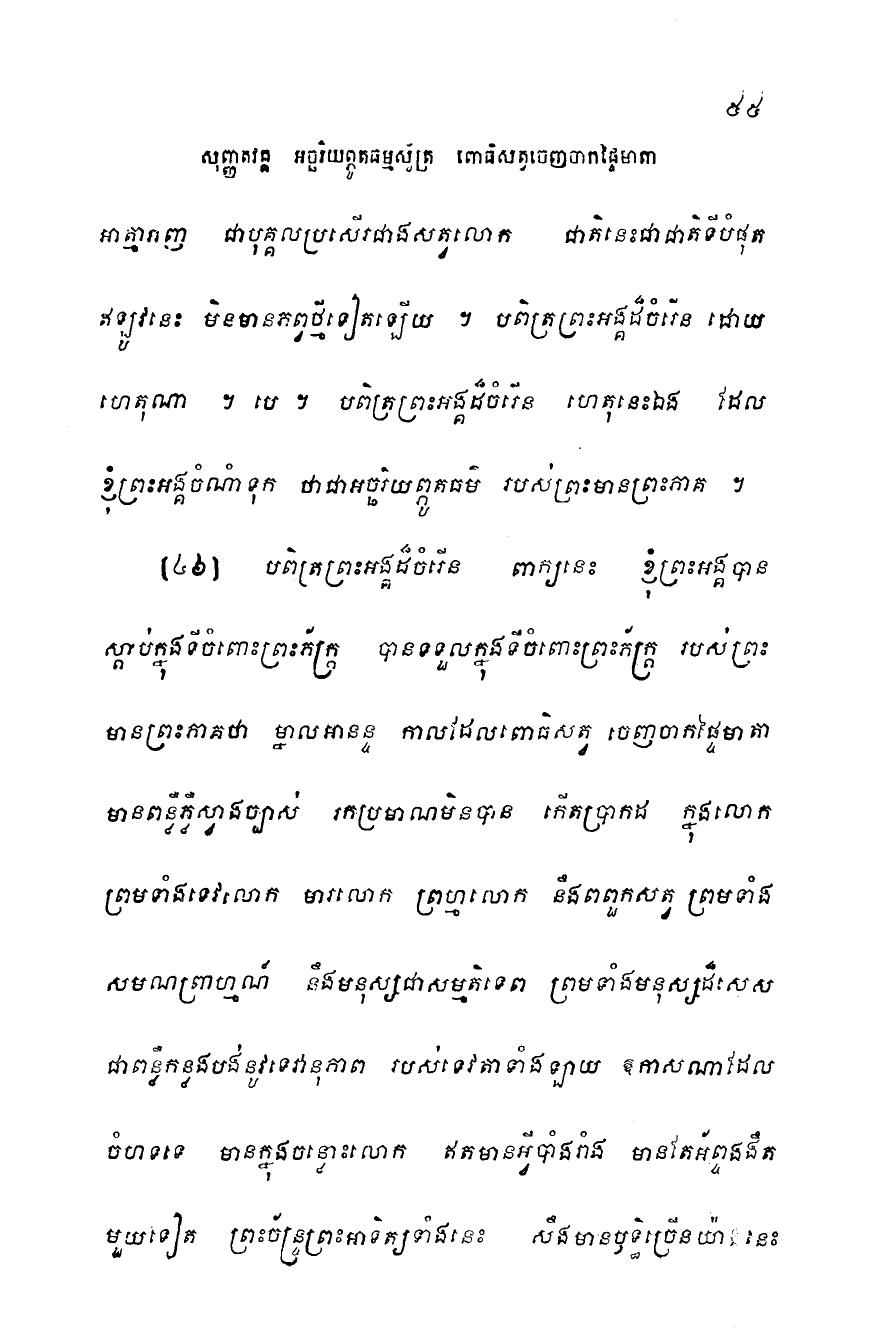 ៥៥
សុញ្ញតវគ្គ អច្ឆរិយព្ភូតធម្មសូត្រ ពោធិសត្វចេញចាកផ្ទៃមាតា
អាត្មាអញ ជាបុគ្គលប្រសើរជាងសត្វលោក ជាតិនេះជាជាតិទីបំផុត
ឥឡូវនេះ មិនមានភព្វថ្មីទៀតឡើយ ។ បពិត្រព្រះអង្គដ៏ចំរើន ដោយ
ហេតុណា ។ បេ ។ បពិត្រព្រះអង្គដ៏ចំរើន ហេតុនេះឯង ដែល
ខ្ញុំព្រះអង្គចំណាំទុក ថាជាអច្ឆរិយព្ភូតធម៌ របស់ព្រះមានព្រះភាគ ។
(៤៦) បពិត្រព្រះអង្គដ៏ចំរើន ពាក្យនេះ ខ្ញុំព្រះអង្គបាន
ស្តាប់ក្នុងទីចំពោះព្រះភ័ក្ត្រ បានទទួលក្នុងទីចំពោះព្រះភ័ក្ត្រ របស់ព្រះ
មានព្រះភាគថា ម្នាលអានន្ទ កាលដែលពោធិសត្វ ចេញចាកផ្ទៃមាតា
មានពន្លឺភ្លឺស្វាងច្បាស់ រកប្រមាណមិនបាន កើតប្រាកដ ក្នុងលោក
ព្រមទាំងទេវលោក មារលោក ព្រហ្មលោក នឹងពពួកសត្វ ព្រមទាំង
សមណព្រាហ្មណ៍ នឹងមនុស្សជាសម្មតិទេព ព្រមទាំងមនុស្សដ៏សេស
ជាពន្លឺកន្លងបង់នូវទេវានុភាព របស់ទេវតាទាំងឡាយ ឱកាសណាដែល
ចំហទទេ មានក្នុងចន្លោះលោក ឥតមានអ្វីបាំងរាំង មានតែអ័ព្ទងងឹត
មួយទៀត ព្រះច័ន្ទ្រព្រះអាទិត្យទាំងនេះ សឹងមានឫទ្ធិច្រើនយ៉ាងនេះ